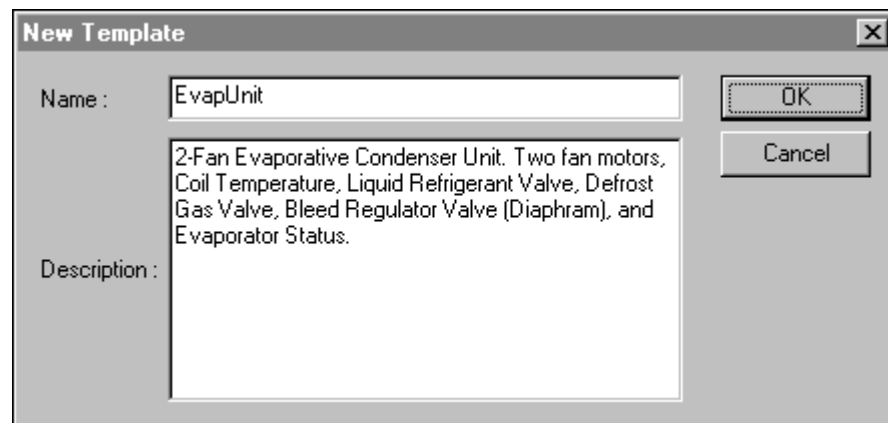 New Template
Name :
EvapUnit
OK
Cancel
Description :
2-Fan Evaporative Condenser Unit. Two fan motors,
Coil Temperature, Liquid Refrigerant Valve, Defrost
Gas Valve, Bleed Regulator Valve (Diaphram), and
Evaporator Status.